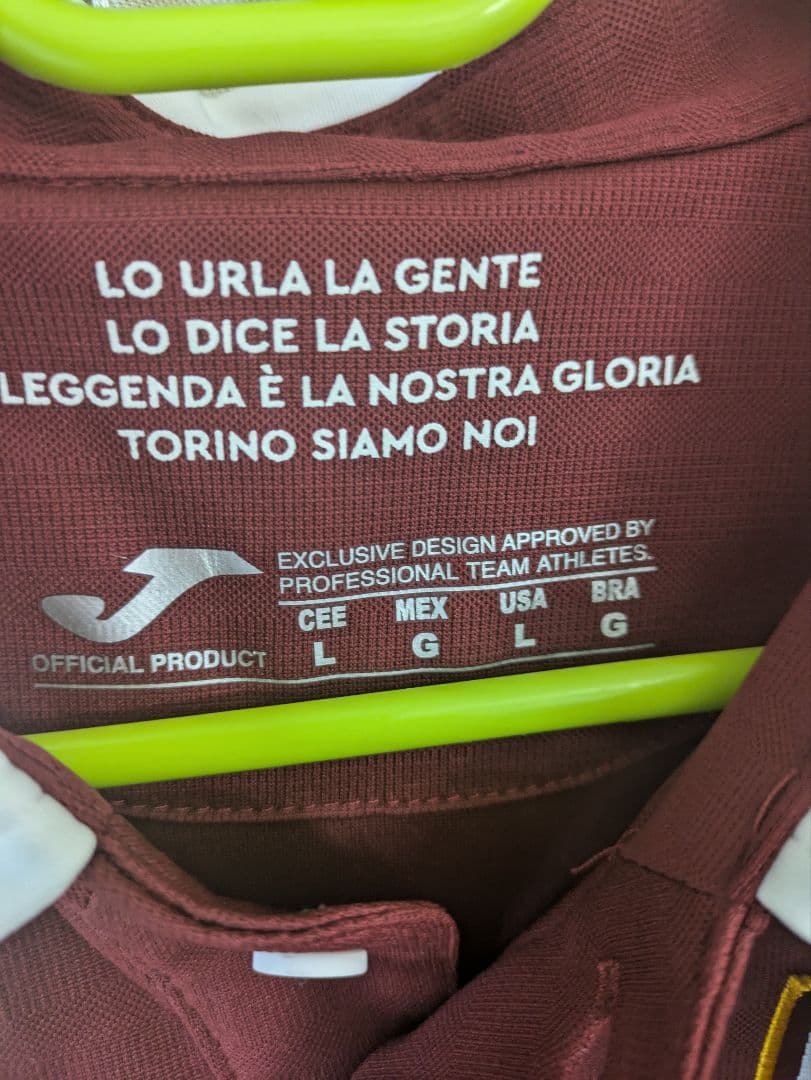 LO URLA LA GENTE
LO DICE LA STORIA
LEGGENDA È LA NOSTRA GLORIA
TORINO SIAMO NOI
EXCLUSIVE DESIGN APPROVED BY
PROFESSIONAL TEAM ATHLETES.
CEE MEX USA BRA
L G L G
OFFICIAL PRODUCT